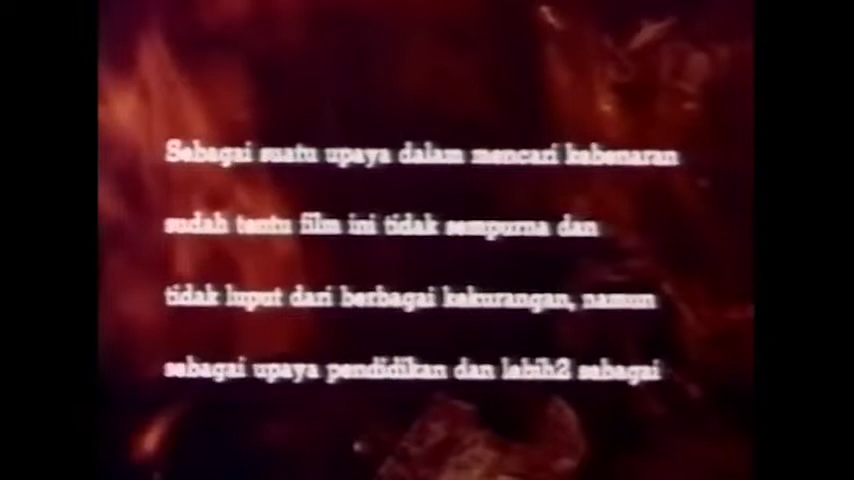 Sebagai suatu upaya dalam mencari kebenaran
sudah tentu film ini tidak sempurna dan
tidak luput dari berbagai kekurangan, namun
sebagai upaya pendidikan dan lebih2 sebagai